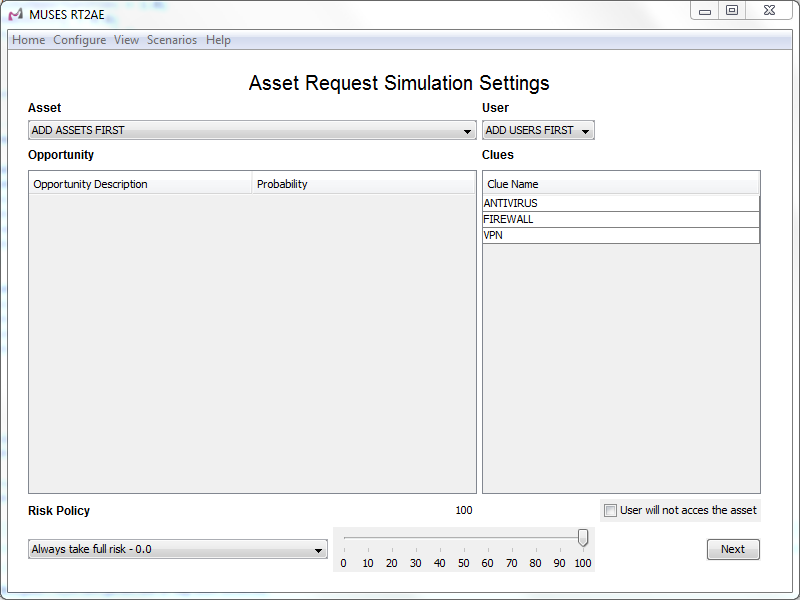 MUSES RT2AE
Home Configure View Scenarios Help
Asset Request Simulation Settings
Asset User
ADD ASSETS FIRST ADD USERS FIRST
Opportunity Clues
Opportunity Description Probability Clue Name
ANTIVIRUS
FIREWALL
VPN
Risk Policy 100 User will not acces the asset
Always take full risk - 0.0 Next
0 10 20 30 40 50 60 70 80 90 100